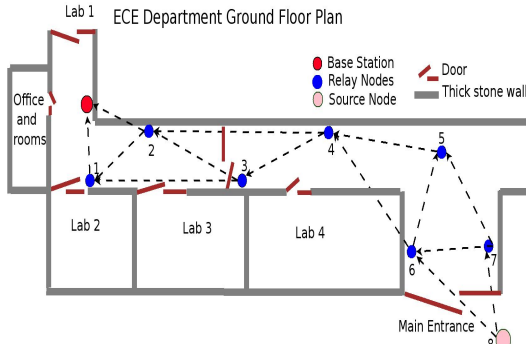 Lab 1
ECE Department Ground Floor Plan
Base Station
Relay Nodes
Source Node
Door
Thick stone wall
Office
and
rooms
1
2
3
4
5
6
7
Lab 2
Lab 3
Lab 4
Main Entrance